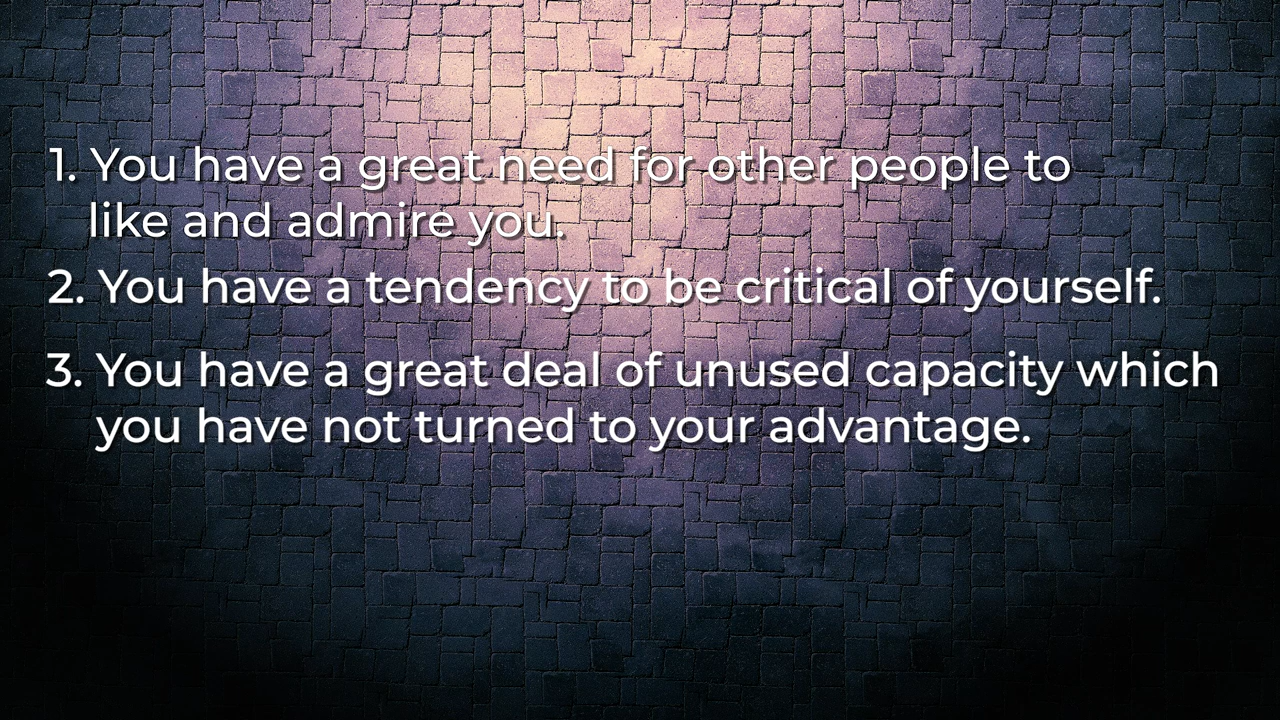 1. You have a great need for other people to
like and admire you.
2. You have a tendency to be critical of yourself.
3. You have a great deal of unused capacity which
you have not turned to your advantage.